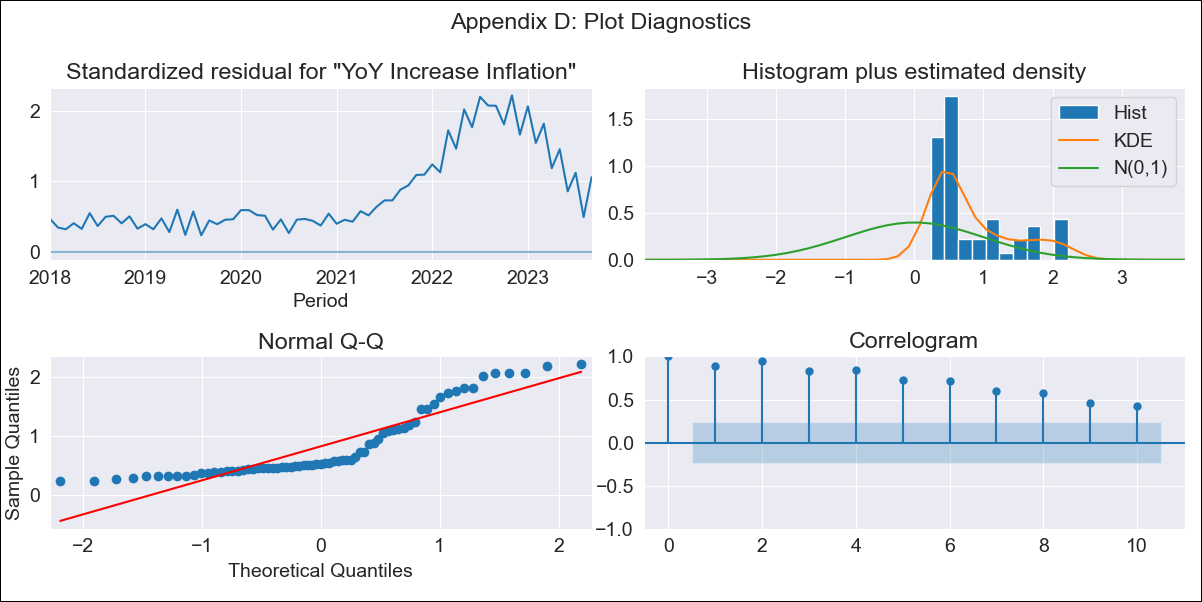 Appendix D: Plot Diagnostics
Standardized residual for "YoY Increase Inflation"
2
1
0
2018 2019 2020 2021 2022 2023
Period
Histogram plus estimated density
Hist
KDE
N(0,1)
1.5
1.0
0.5
0.0
−3 −2 −1 0 1 2 3
Normal Q-Q
Sample Quantiles
2
1
0
−2 −1 0 1 2
Theoretical Quantiles
Correlogram
1.0
0.5
0.0
−0.5
−1.0
0 2 4 6 8 10